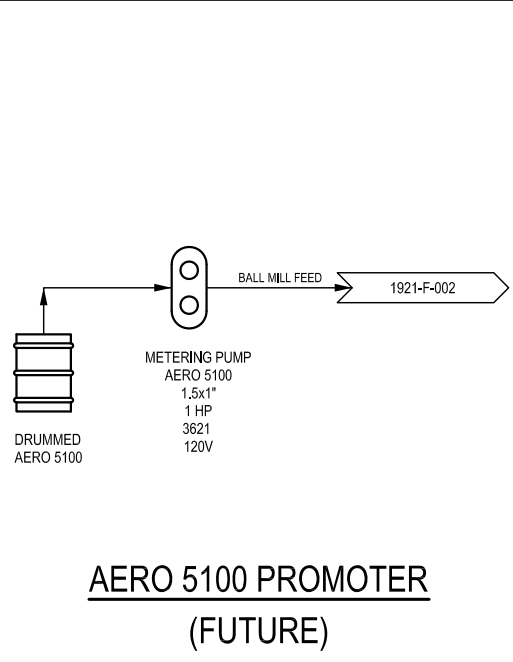 BALL MILL FEED
1921-F-002
METERING PUMP
AERO 5100
1.5x1"
1 HP
3621
120V
DRUMMED
AERO 5100
AERO 5100 PROMOTER
(FUTURE)